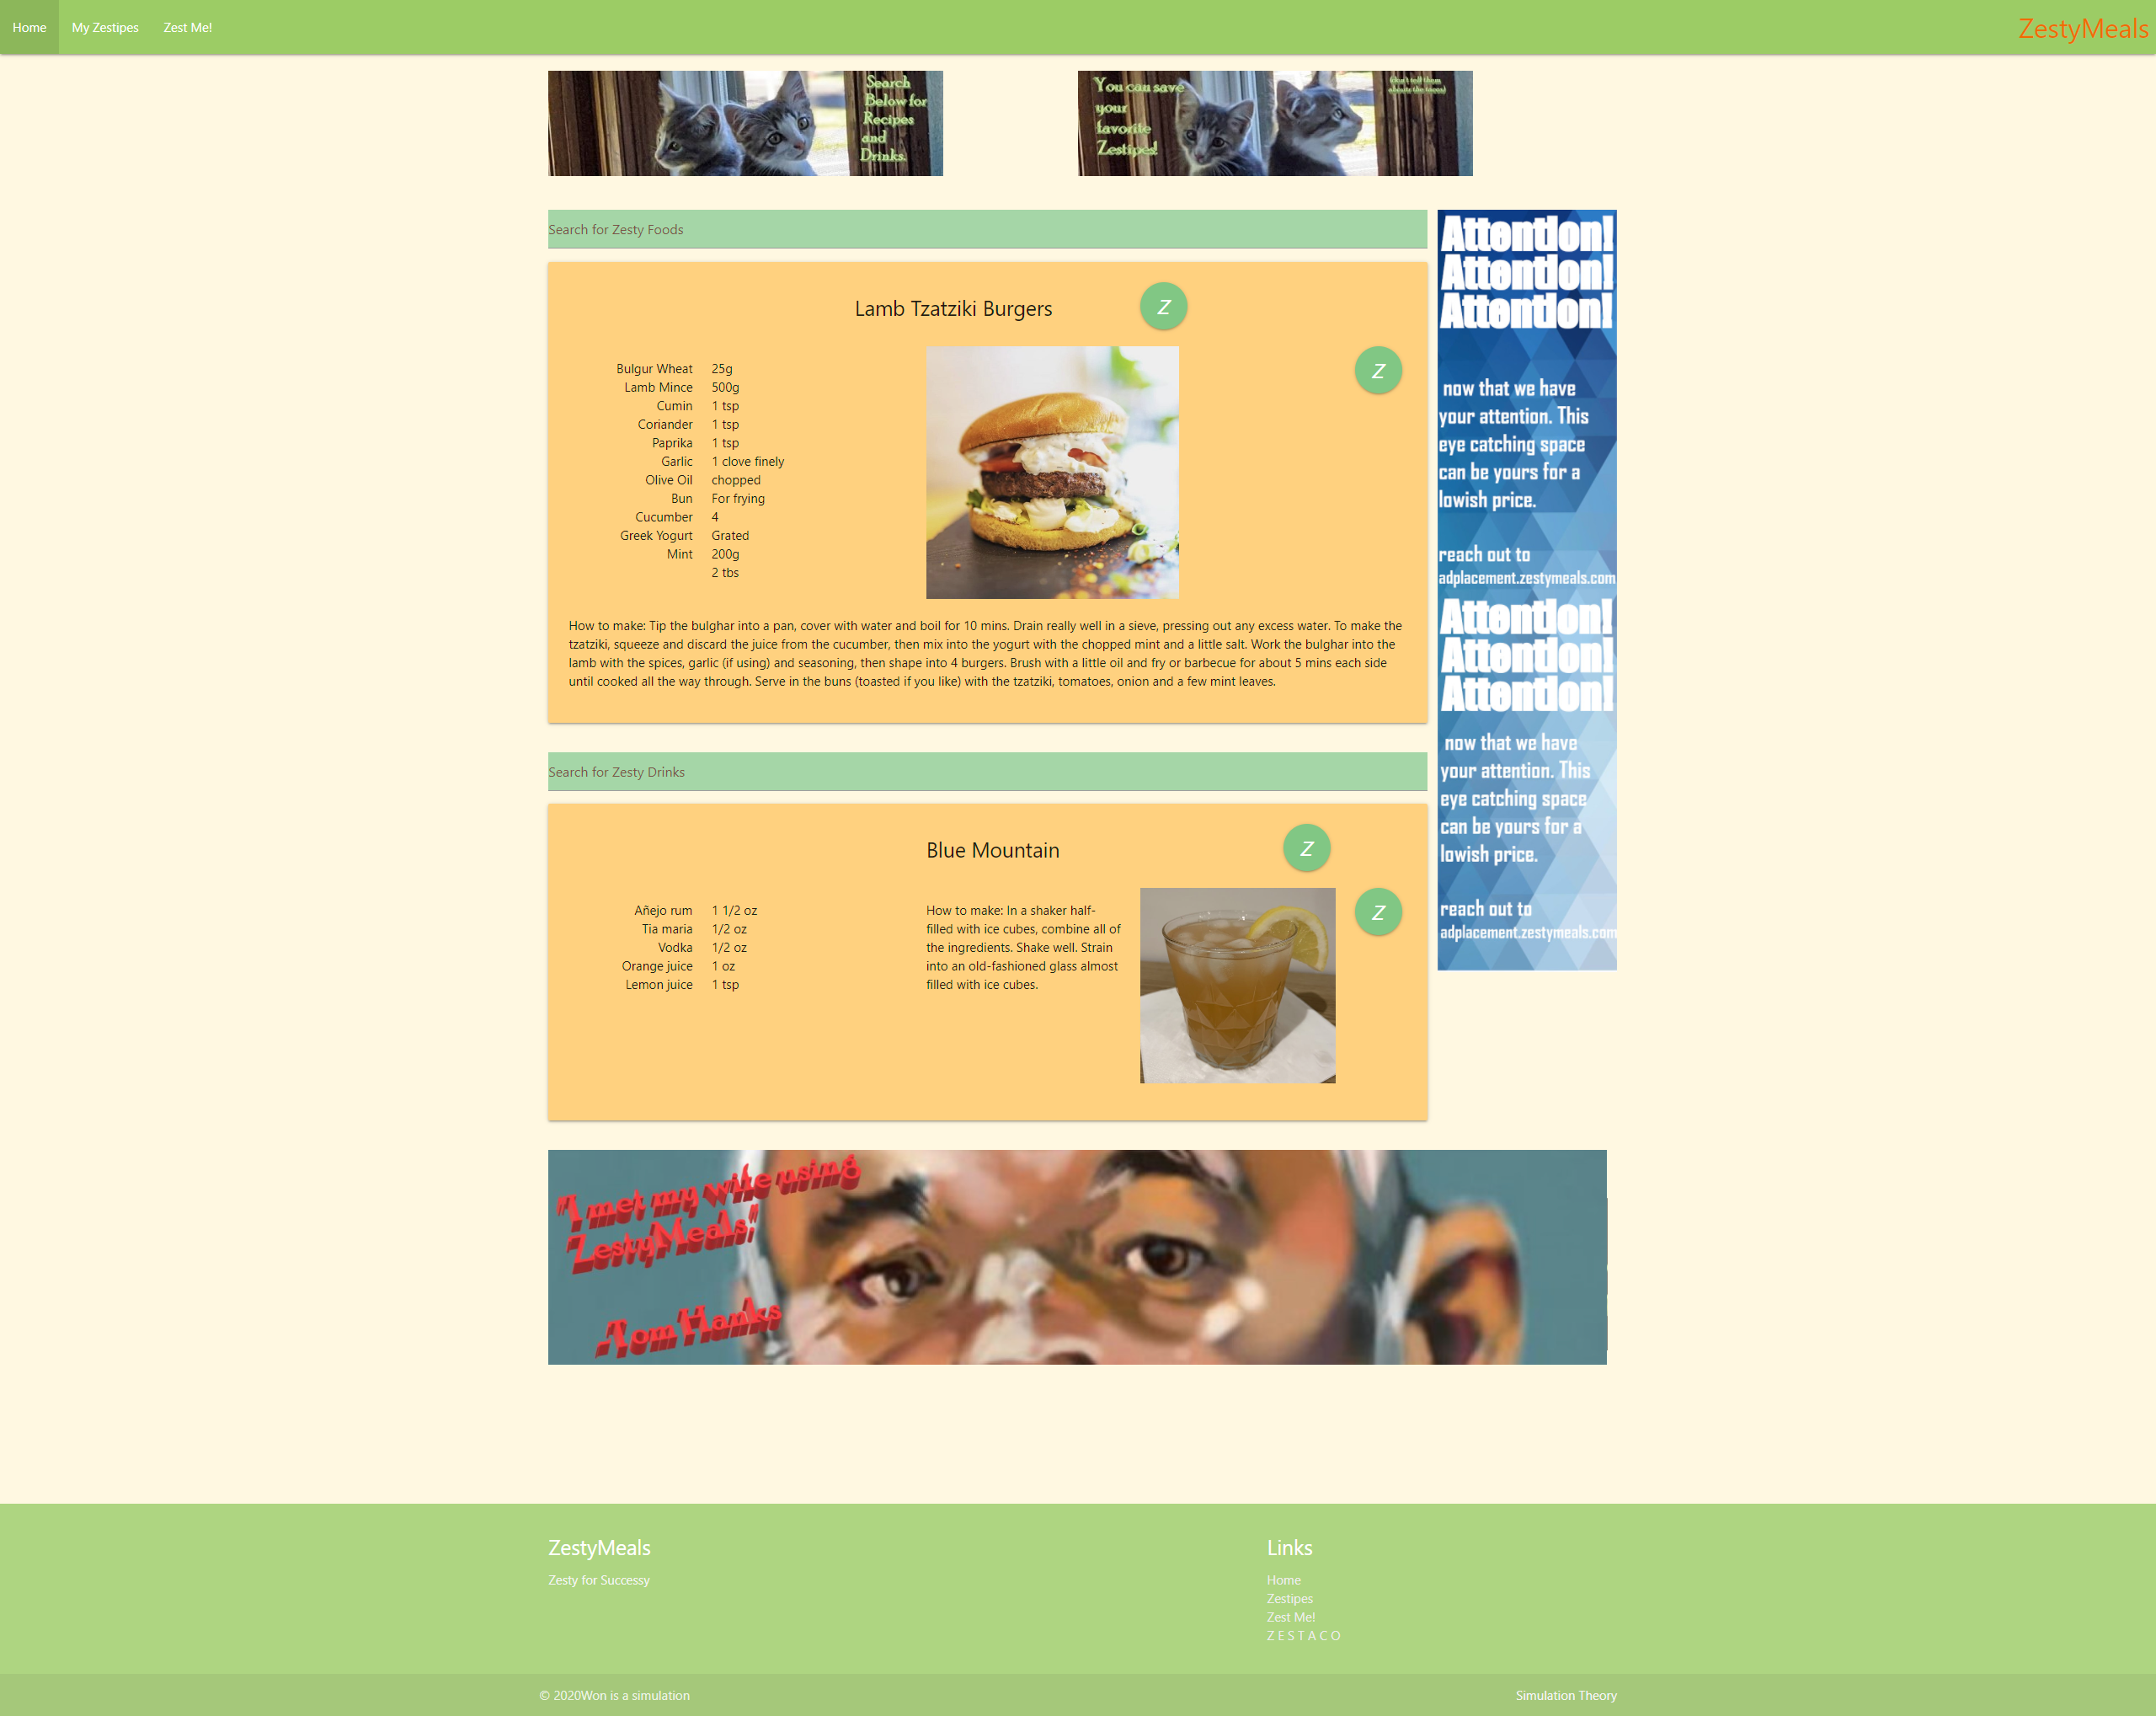 Home My Zestipes Zest Me! ZestyMeals
Search
Below for
Recipes
and
Drinks.
You can save
your
favorite
Zestipes!
(don't tell them
about the tacos)
Search for Zesty Foods
Lamb Tzatziki Burgers
Z
Z
Bulgur Wheat 25g
Lamb Mince 500g
Cumin 1 tsp
Coriander 1 tsp
Paprika 1 tsp
Garlic 1 clove finely
Olive Oil chopped
Bun For frying
Cucumber 4
Greek Yogurt Grated
Mint 200g
2 tbs
How to make: Tip the bulghar into a pan, cover with water and boil for 10 mins. Drain really well in a sieve, pressing out any excess water. To make the
tzatziki, squeeze and discard the juice from the cucumber, then mix into the yogurt with the chopped mint and a little salt. Work the bulghar into the
lamb with the spices, garlic (if using) and seasoning, then shape into 4 burgers. Brush with a little oil and fry or barbecue for about 5 mins each side
until cooked all the way through. Serve in the buns (toasted if you like) with the tzatziki, tomatoes, onion and a few mint leaves.
Search for Zesty Drinks
Blue Mountain
Z
Z
Añejo rum 1 1/2 oz
Tia maria 1/2 oz
Vodka 1/2 oz
Orange juice 1 oz
Lemon juice 1 tsp
How to make: In a shaker half-
filled with ice cubes, combine all of
the ingredients. Shake well. Strain
into an old-fashioned glass almost
filled with ice cubes.
Attention!
Attention!
Attention!
now that we have
your attention. This
eye catching space
can be yours for a
lowish price.
reach out to
adplacement.zestymeals.com
Attention!
Attention!
Attention!
now that we have
your attention. This
eye catching space
can be yours for a
lowish price.
reach out to
adplacement.zestymeals.com
"I met my wife using
ZestyMeals!"
-Tom Hanks
ZestyMeals
Zesty for Successy
Links
Home
Zestipes
Zest Me!
Z E S T A C O
© 2020Won is a simulation Simulation Theory